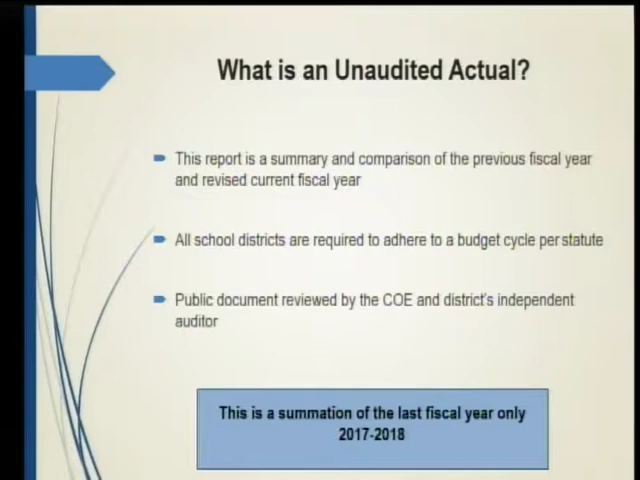 What is an Unaudited Actual?
This report is a summary and comparison of the previous fiscal year
and revised current fiscal year
All school districts are required to adhere to a budget cycle per statute
Public document reviewed by the COE and district's independent
auditor
This is a summation of the last fiscal year only
2017-2018